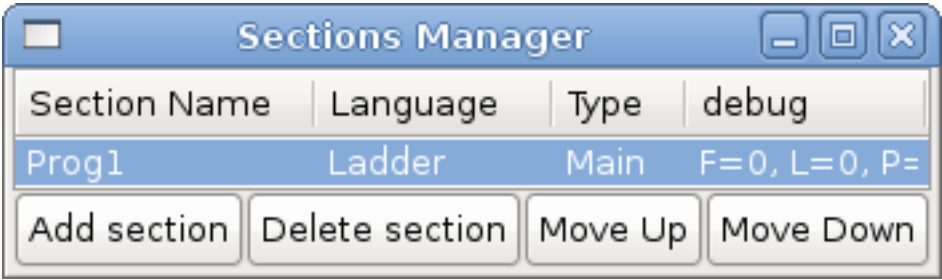 Sections Manager
Section Name Language Type debug
Prog1 Ladder Main F=0, L=0, P=
Add section Delete section Move Up Move Down